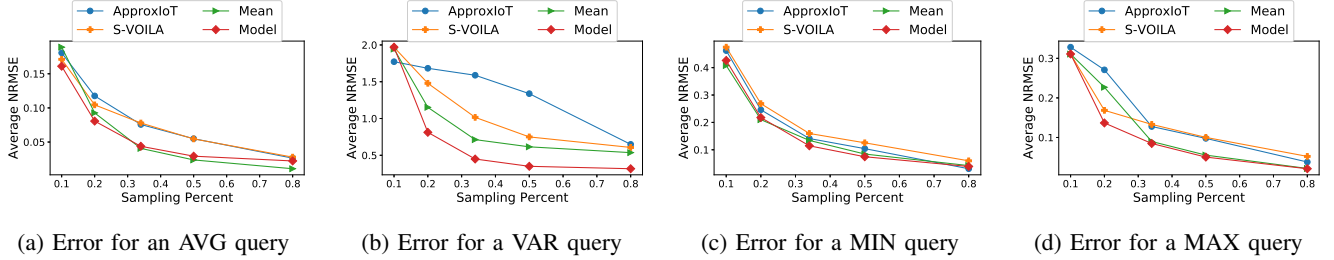 ApproxIoT Mean
S-VOILA Model
Average NRMSE
0.15
0.10
0.05
0.1 0.2 0.3 0.4 0.5 0.6 0.7 0.8
Sampling Percent
(a) Error for an AVG query
ApproxIoT Mean
S-VOILA Model
Average NRMSE
2.0
1.5
1.0
0.5
0.1 0.2 0.3 0.4 0.5 0.6 0.7 0.8
Sampling Percent
(b) Error for a VAR query
ApproxIoT Mean
S-VOILA Model
Average NRMSE
0.4
0.3
0.2
0.1
0.1 0.2 0.3 0.4 0.5 0.6 0.7 0.8
Sampling Percent
(c) Error for a MIN query
ApproxIoT Mean
S-VOILA Model
Average NRMSE
0.3
0.2
0.1
0.1 0.2 0.3 0.4 0.5 0.6 0.7 0.8
Sampling Percent
(d) Error for a MAX query